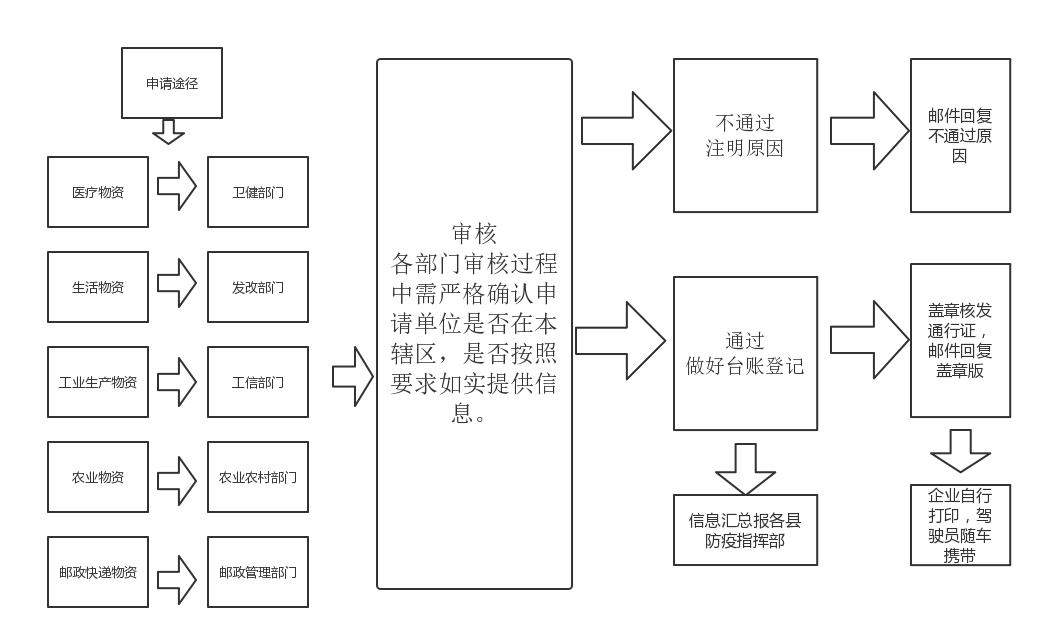 申请途径
医疗物资
卫健部门
生活物资
发改部门
工业生产物资
工信部门
农业物资
农业农村部门
邮政快递物资
邮政管理部门
审核
各部门审核过程
中需严格确认申
请单位是否在本
辖区，是否按照
要求如实提供信
息。
不通过
注明原因
邮件回复
不通过原
因
通过
做好台账登记
盖章核发
通行证，
邮件回复
盖章版
信息汇总报各县
防疫指挥部
企业自行
打印，驾
驶员随车
携带